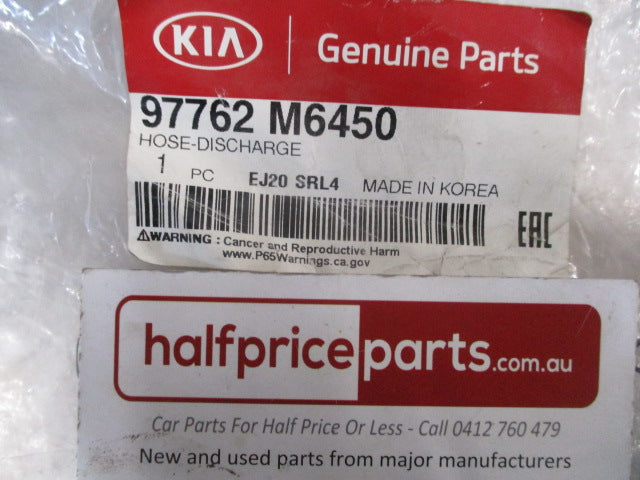 KIA Genuine Parts
97762 M6450
HOSE-DISCHARGE
1 PC EJ20 SRL4 MADE IN KOREA
EAC
⚠WARNING : Cancer and Reproductive Harm
www.P65Warnings.ca.gov
halfpriceparts.com.au
Car Parts For Half Price Or Less - Call 0412 760 479
New and used parts from major manufacturers